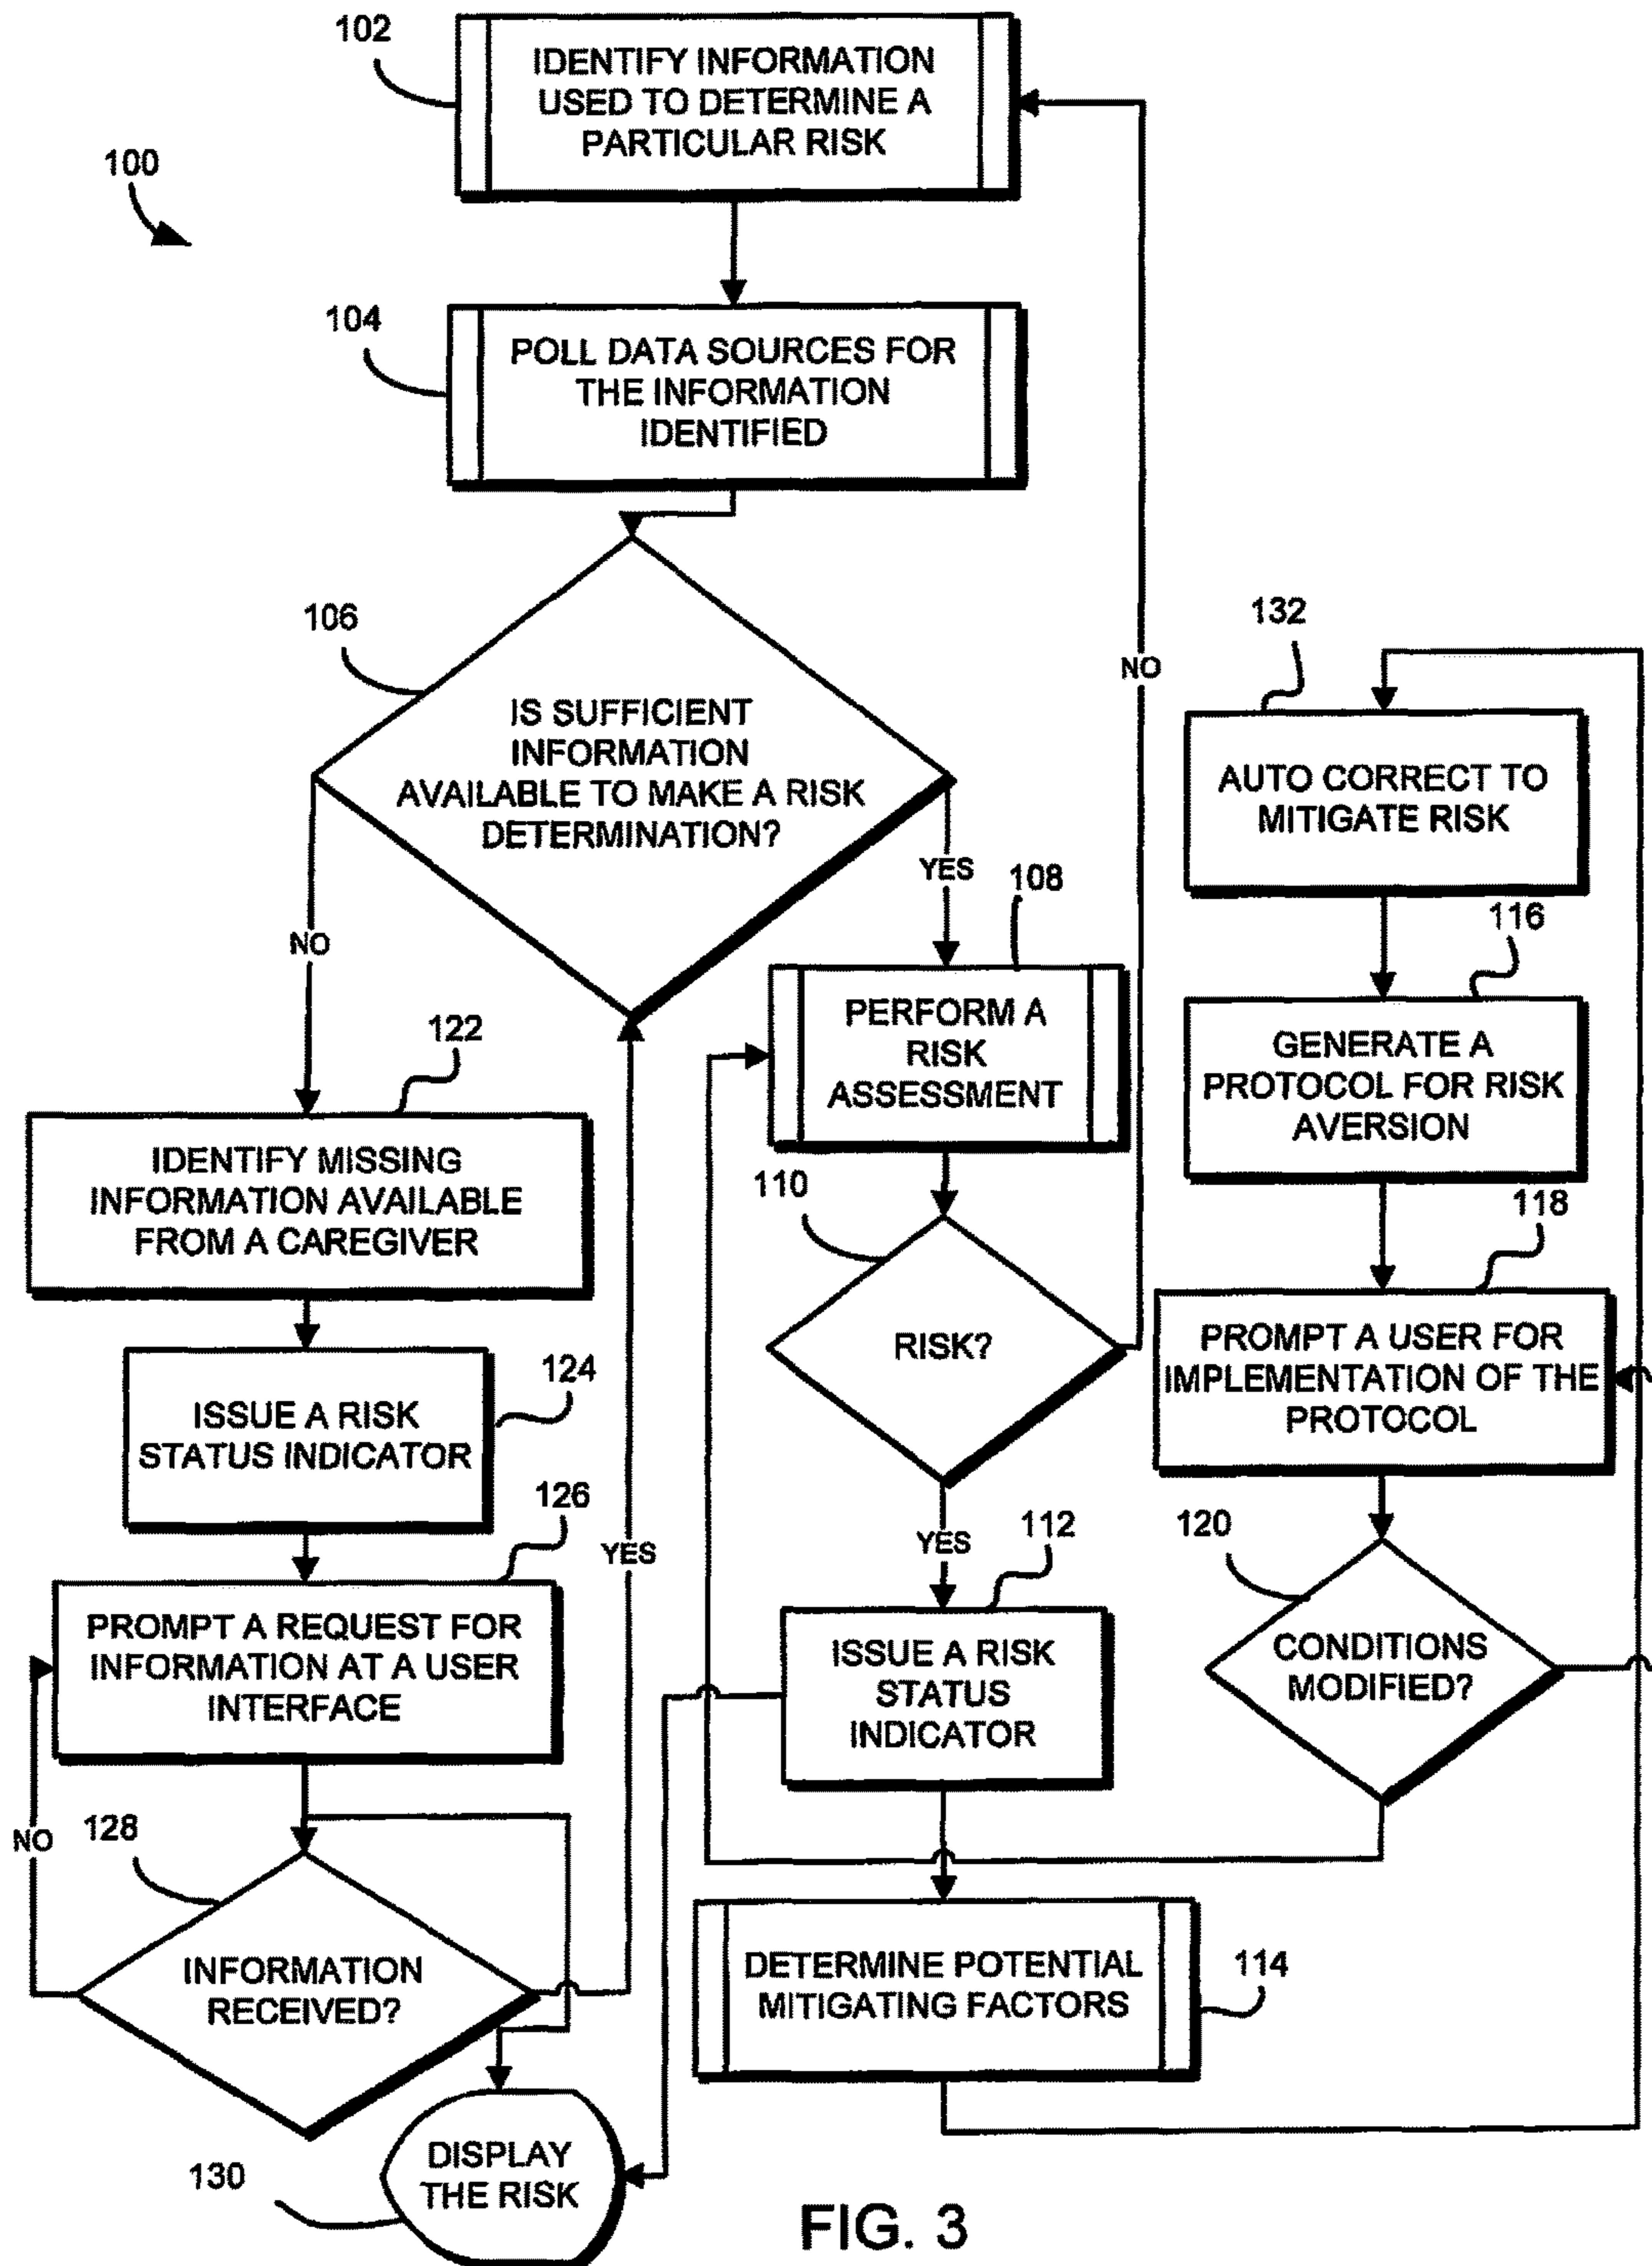 102
IDENTIFY INFORMATION
USED TO DETERMINE A
PARTICULAR RISK
100
104
POLL DATA SOURCES FOR
THE INFORMATION
IDENTIFIED
106
IS SUFFICIENT
INFORMATION
AVAILABLE TO MAKE A RISK
DETERMINATION?
NO
YES
122
IDENTIFY MISSING
INFORMATION AVAILABLE
FROM A CAREGIVER
124
ISSUE A RISK
STATUS INDICATOR
126
PROMPT A REQUEST FOR
INFORMATION AT A USER
INTERFACE
NO
YES
128
INFORMATION
RECEIVED?
130
DISPLAY
THE RISK
108
PERFORM A
RISK
ASSESSMENT
110
RISK?
NO
YES
112
ISSUE A RISK
STATUS
INDICATOR
114
DETERMINE POTENTIAL
MITIGATING FACTORS
132
AUTO CORRECT TO
MITIGATE RISK
116
GENERATE A
PROTOCOL FOR RISK
AVERSION
118
PROMPT A USER FOR
IMPLEMENTATION OF THE
PROTOCOL
120
CONDITIONS
MODIFIED?
FIG. 3